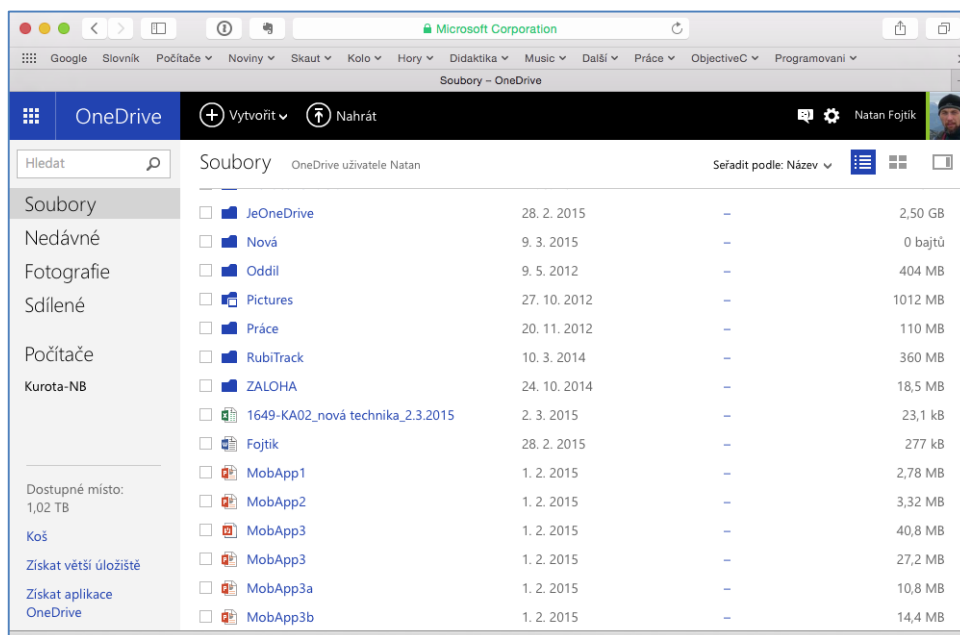 Microsoft Corporation
Google Slovník Počítače Noviny Skaut Kolo Hory Didaktika Music Další Práce ObjectiveC Programovani
Soubory – OneDrive
OneDrive Vytvořit Nahrát Natan Fojtík
Hledat
Soubory OneDrive uživatele Natan Seřadit podle: Název
Soubory
Nedávné
Fotografie
Sdílené
Počítače
Kurota-NB
Dostupné místo:
1,02 TB
Koš
Získat větší úložiště
Získat aplikace
OneDrive
JeOneDrive 28. 2. 2015 – 2,50 GB
Nová 9. 3. 2015 – 0 bajtů
Oddil 9. 5. 2012 – 404 MB
Pictures 27. 10. 2012 – 1012 MB
Práce 20. 11. 2012 – 110 MB
RubiTrack 10. 3. 2014 – 360 MB
ZALOHA 24. 10. 2014 – 18,5 MB
1649-KA02_nová technika_2.3.2015 2. 3. 2015 – 23,1 kB
Fojtik 28. 2. 2015 – 277 kB
MobApp1 1. 2. 2015 – 2,78 MB
MobApp2 1. 2. 2015 – 3,32 MB
MobApp3 1. 2. 2015 – 40,8 MB
MobApp3 1. 2. 2015 – 27,2 MB
MobApp3a 1. 2. 2015 – 10,8 MB
MobApp3b 1. 2. 2015 – 14,4 MB